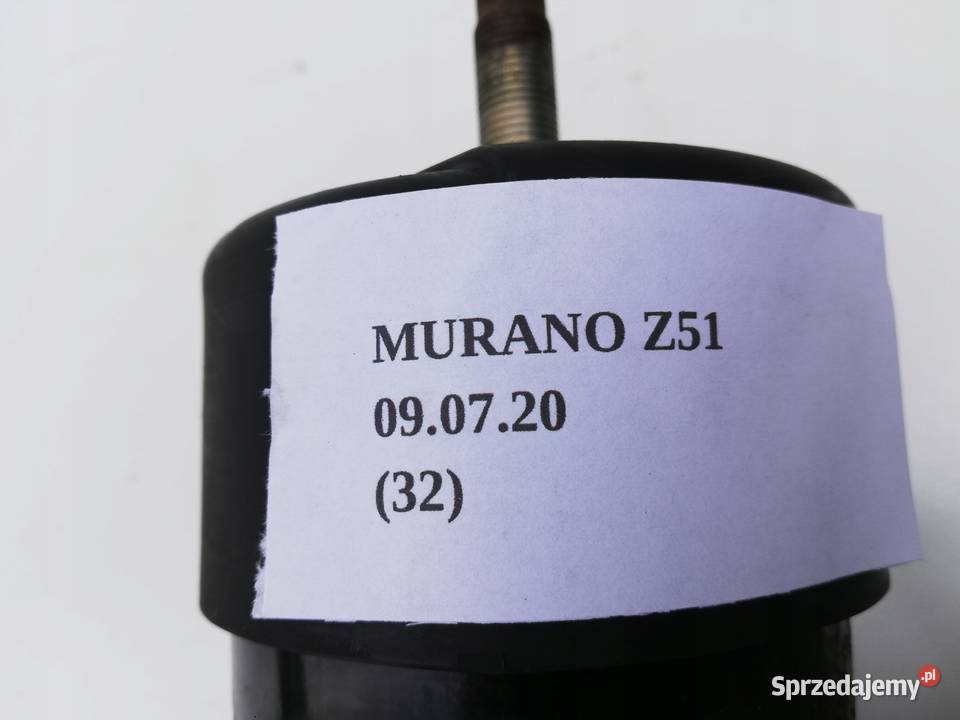 MURANO Z51
09.07.20
(32)
Sprzedajemy.pl